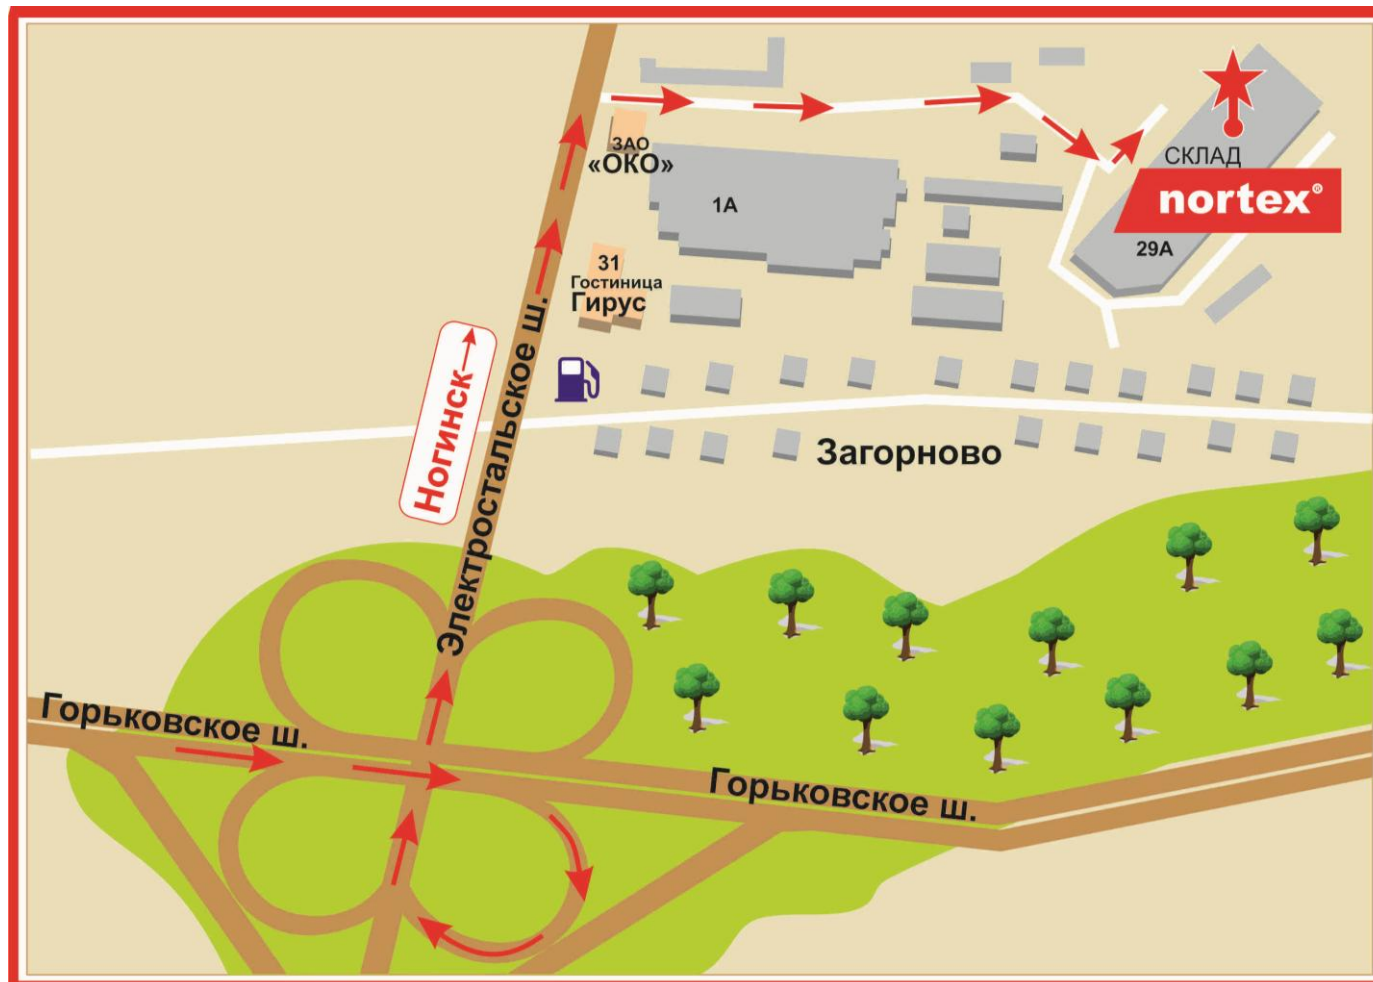 ЗАО
«ОКО»
1А
СКЛАД
nortex®
29А
31
Гостиница
Гирус
Ногинск
Электростальское ш.
Загорново
Горьковское ш.
Горьковское ш.